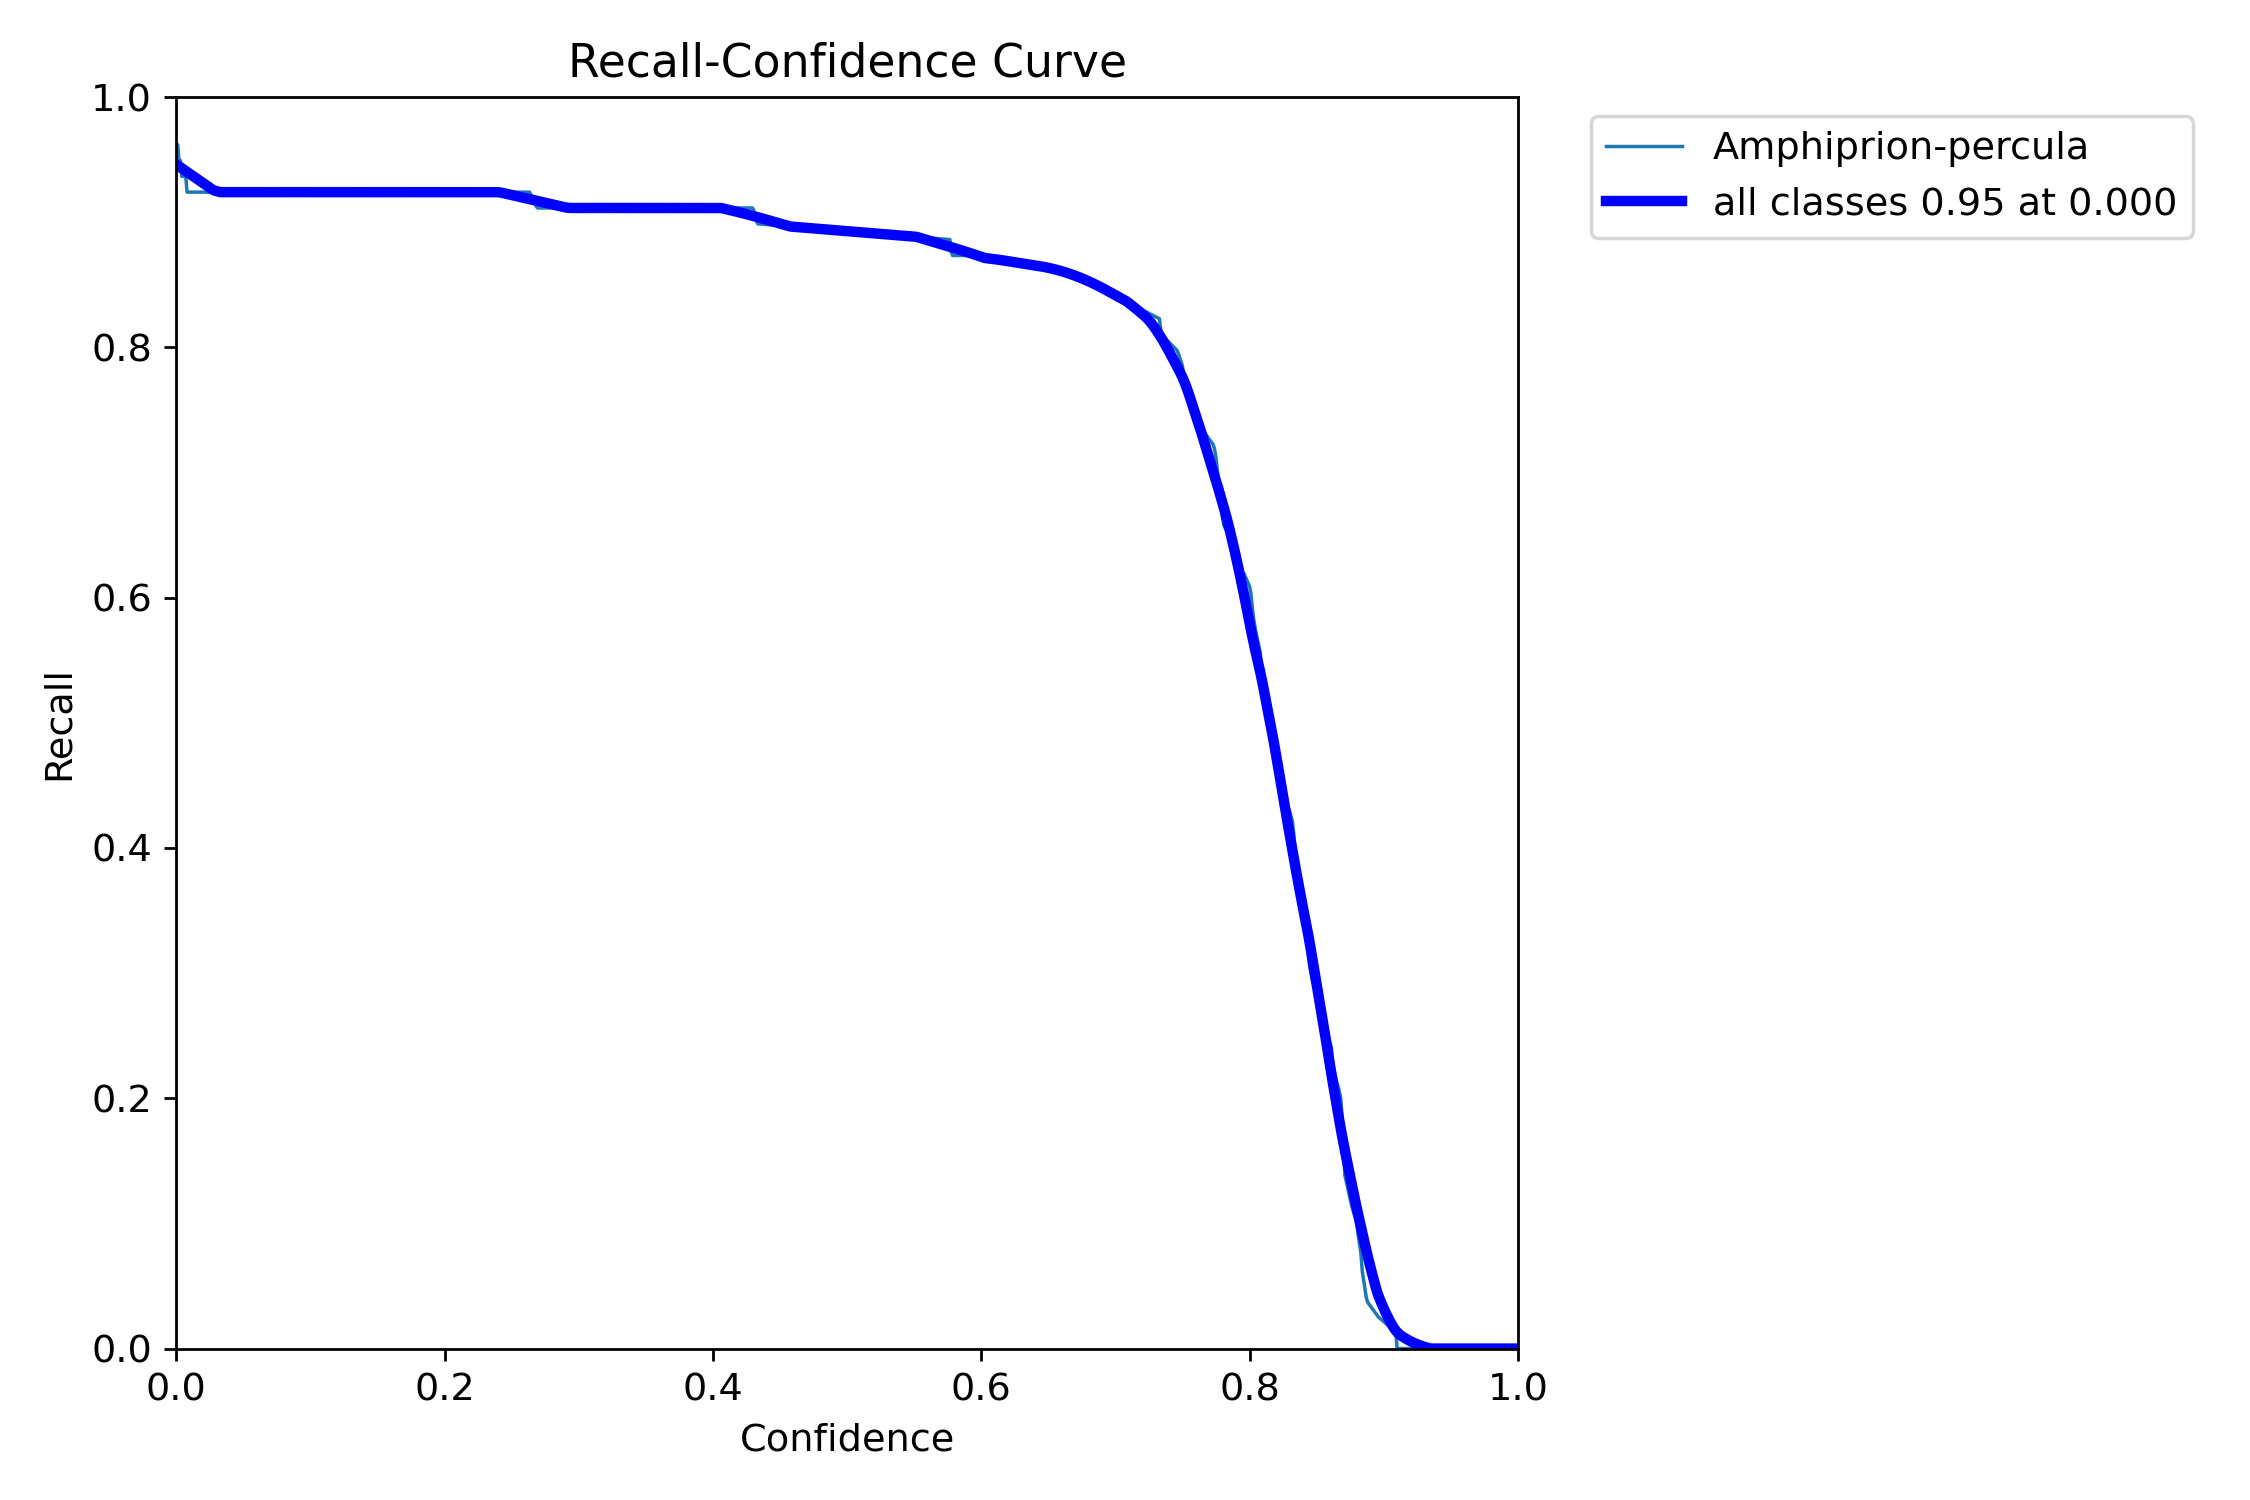 Recall-Confidence Curve
1.0
0.8
0.6
0.4
0.2
0.0
Recall
0.0 0.2 0.4 0.6 0.8 1.0
Confidence
Amphiprion-percula
all classes 0.95 at 0.000